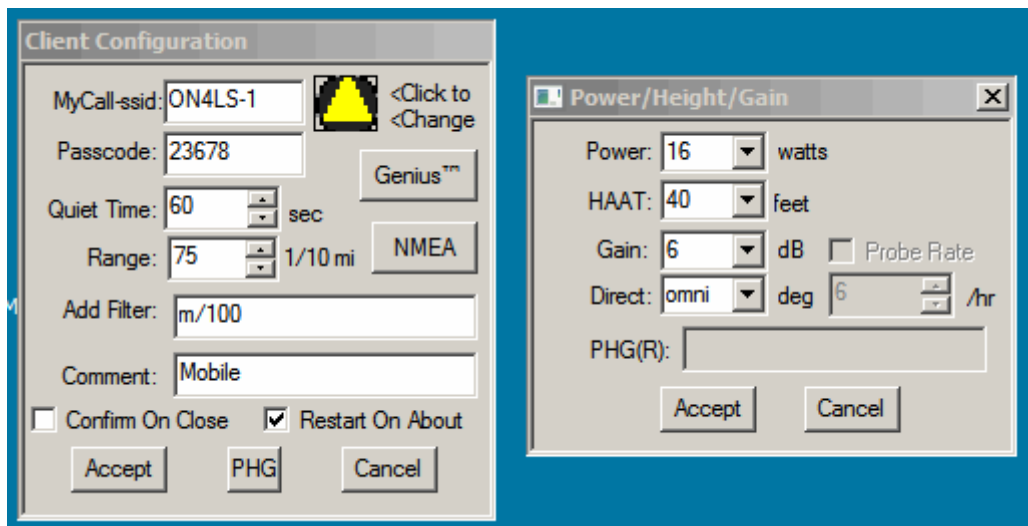 Client Configuration
MyCall-ssid: ON4LS-1 <Click to
<Change
Passcode: 23678
Genius™
Quiet Time: 60 sec
Range: 75 1/10 mi NMEA
Add Filter: m/100
Comment: Mobile
Confirm On Close Restart On About
Accept PHG Cancel
Power/Height/Gain
Power: 16 watts
HAAT: 40 feet
Gain: 6 dB Probe Rate
Direct: omni deg 6 /hr
PHG(R):
Accept Cancel
M